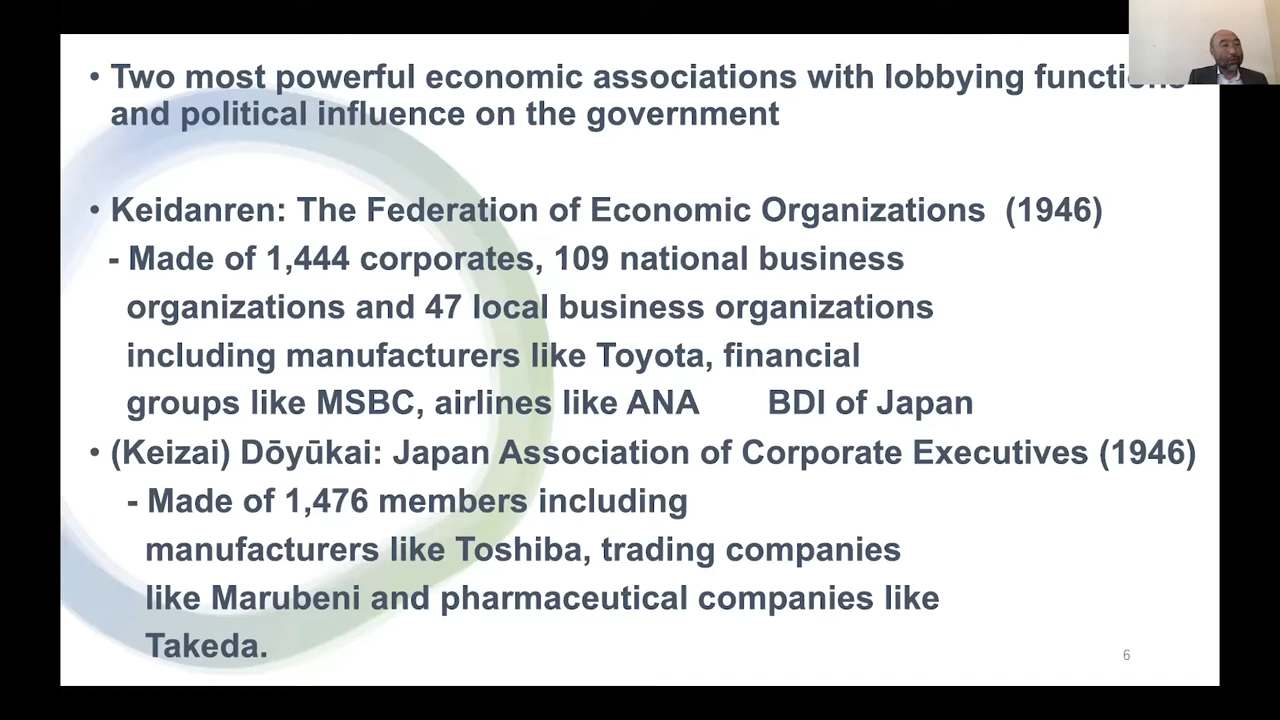 • Two most powerful economic associations with lobbying functions
and political influence on the government
• Keidanren: The Federation of Economic Organizations (1946)
- Made of 1,444 corporates, 109 national business
organizations and 47 local business organizations
including manufacturers like Toyota, financial
groups like MSBC, airlines like ANA BDI of Japan
• (Keizai) Dōyūkai: Japan Association of Corporate Executives (1946)
- Made of 1,476 members including
manufacturers like Toshiba, trading companies
like Marubeni and pharmaceutical companies like
Takeda.
6